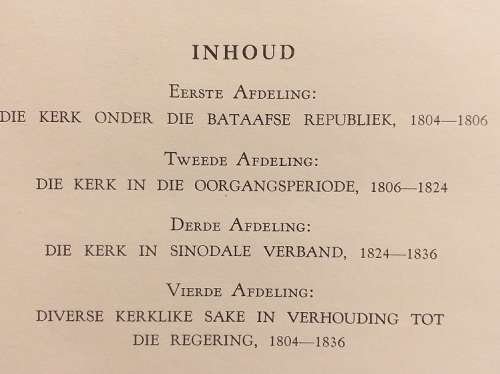 INHOUD
EERSTE AFDELING:
DIE KERK ONDER DIE BATAAFSE REPUBLIEK, 1804—1806
TWEEDE AFDELING:
DIE KERK IN DIE OORGANGSPERIODE, 1806—1824
DERDE AFDELING:
DIE KERK IN SINODALE VERBAND, 1824—1836
VIERDE AFDELING:
DIVERSE KERKLIKE SAKE IN VERHOUDING TOT
DIE REGERING, 1804—1836